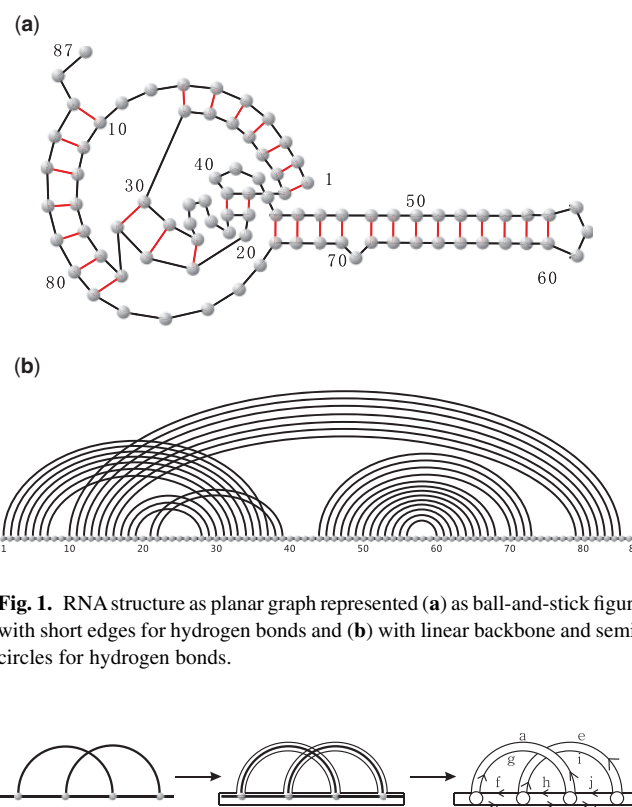 (a)
87
10
40
1
30
50
20
70
80
60
(b)
1 10 20 30 40 50 60 70 80
Fig. 1. RNA structure as planar graph represented (a) as ball-and-stick figur
with short edges for hydrogen bonds and (b) with linear backbone and semi
circles for hydrogen bonds.
a e
g i
f h j